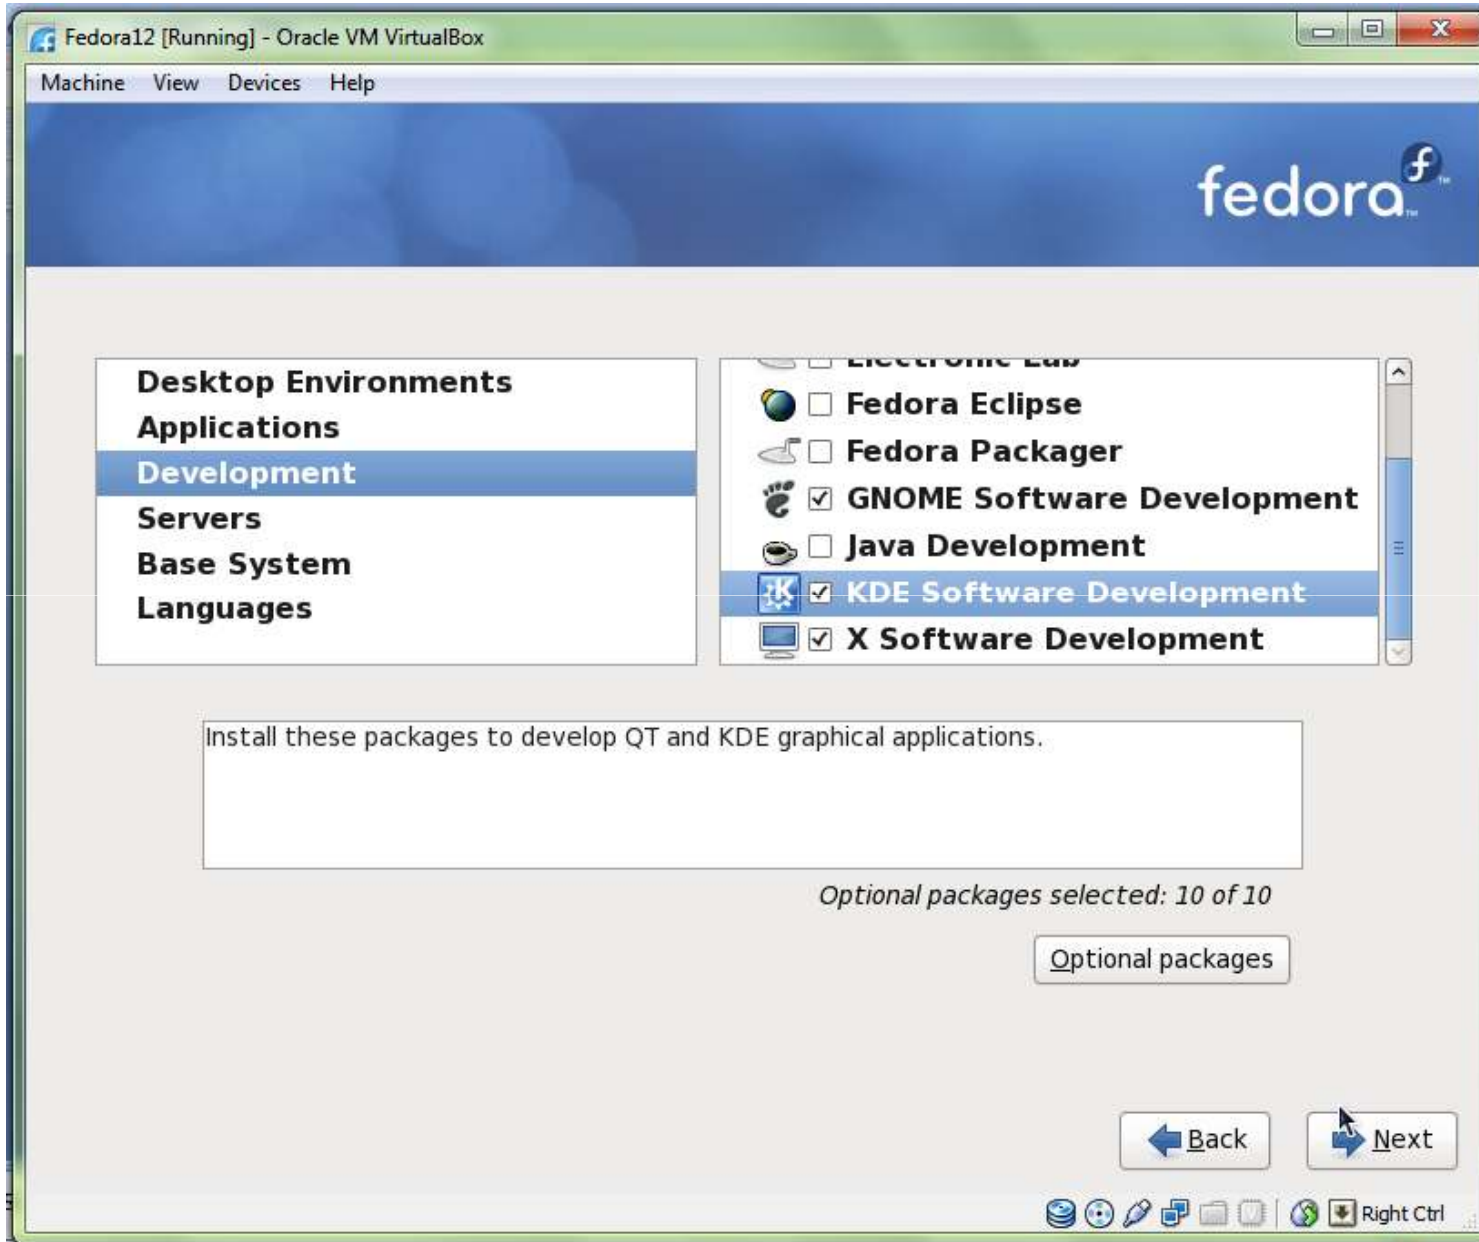 Fedora12 [Running] - Oracle VM VirtualBox
Machine View Devices Help
fedora
Desktop Environments
Applications
Development
Servers
Base System
Languages
Electronic Lab
Fedora Eclipse
Fedora Packager
GNOME Software Development
Java Development
KDE Software Development
X Software Development
Install these packages to develop QT and KDE graphical applications.
Optional packages selected: 10 of 10
Optional packages
Back Next
Right Ctrl